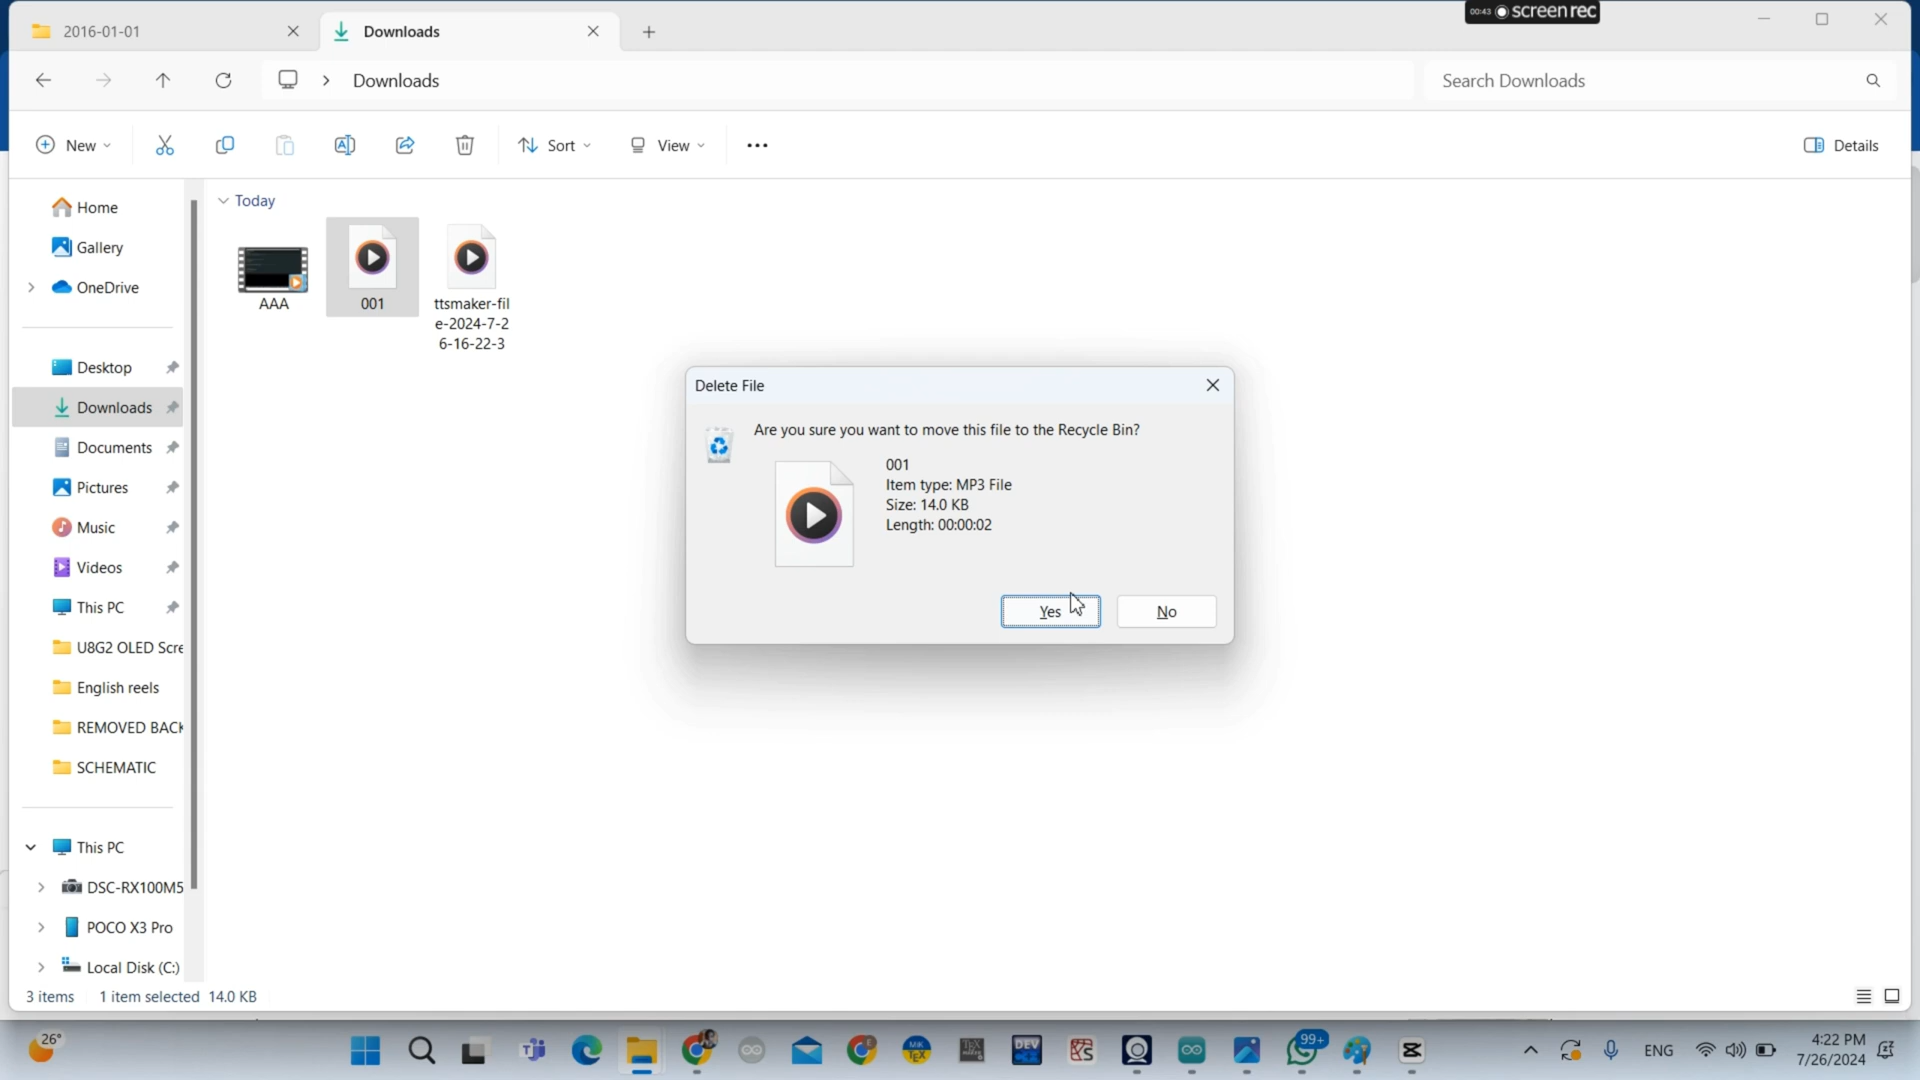 00:43 screenrec
2016-01-01
Downloads
Downloads
Search Downloads
New
Sort
View
Details
Home
Gallery
OneDrive
Desktop
Downloads
Documents
Pictures
Music
Videos
This PC
U8G2 OLED Scre
English reels
REMOVED BACK
SCHEMATIC
This PC
DSC-RX100M5
POCO X3 Pro
Local Disk (C:)
Today
AAA
001
ttsmaker-fil
e-2024-7-2
6-16-22-3
Delete File
Are you sure you want to move this file to the Recycle Bin?
001
Item type: MP3 File
Size: 14.0 KB
Length: 00:00:02
Yes
No
3 items 1 item selected 14.0 KB
26°
DEV
99+
ENG
4:22 PM
7/26/2024